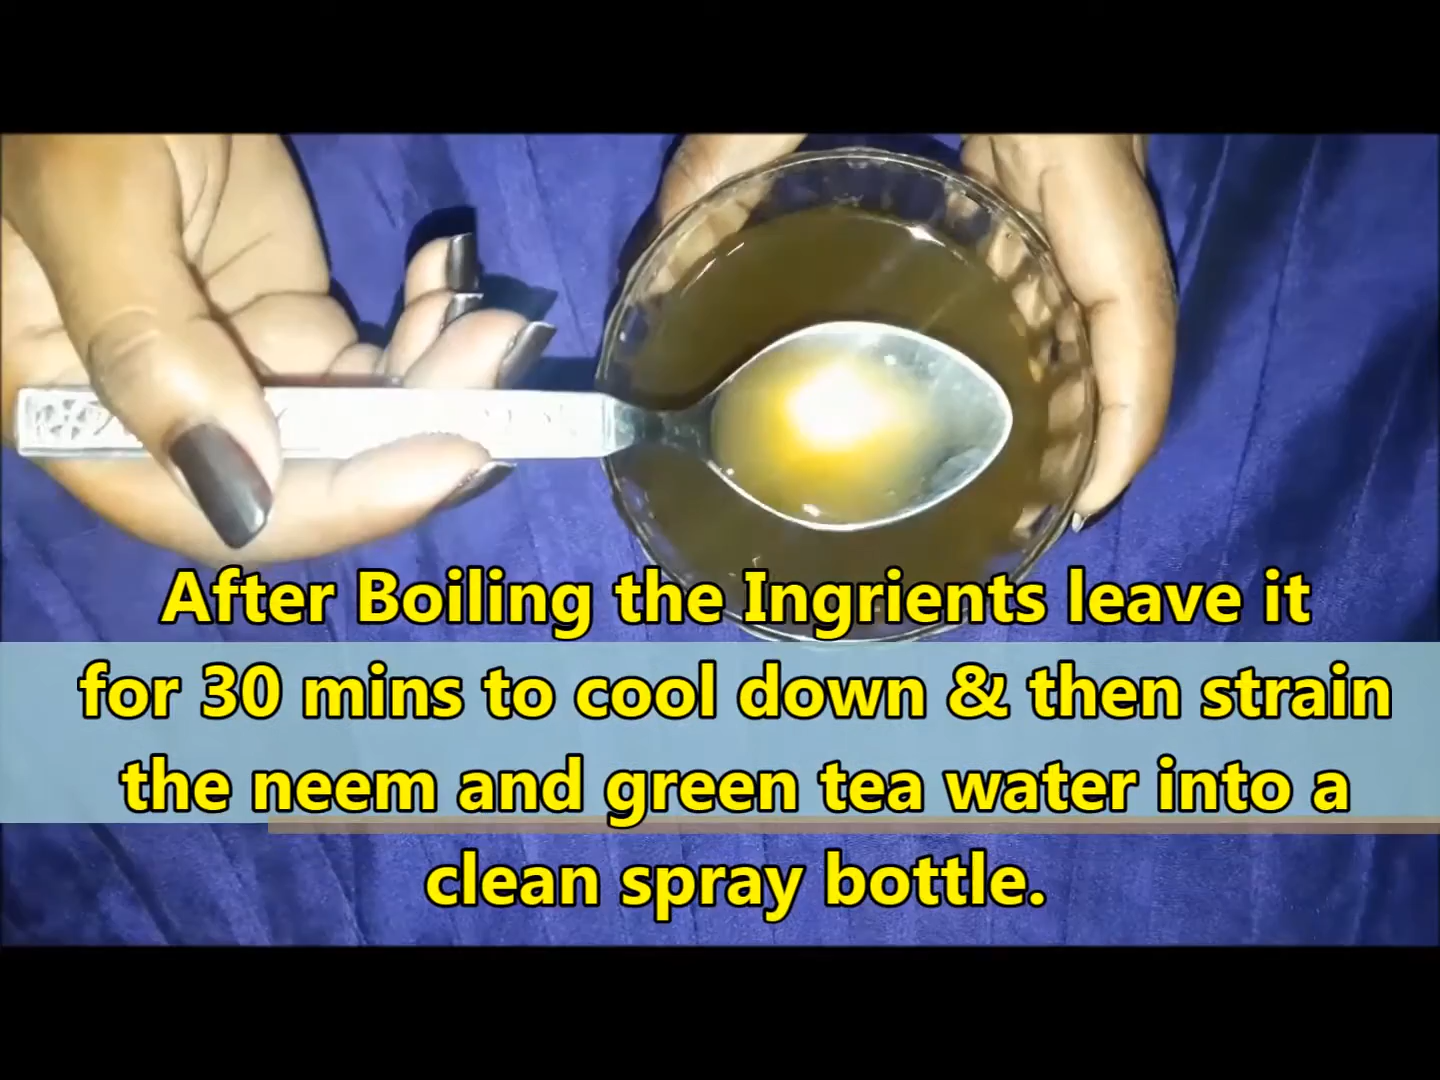 After Boiling the Ingrients leave it
for 30 mins to cool down & then strain
the neem and green tea water into a
clean spray bottle.